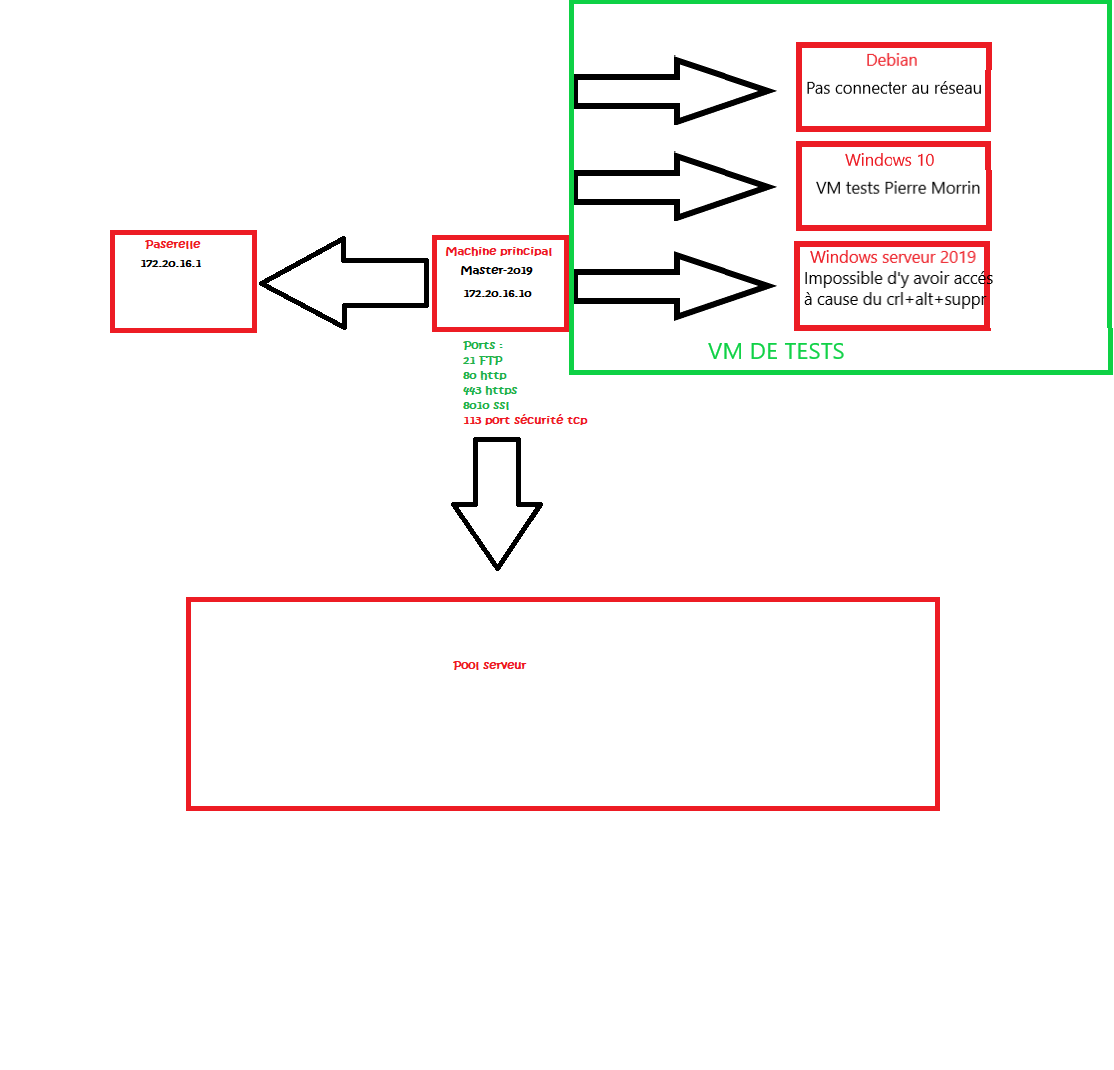 Debian
Pas connecter au réseau
Windows 10
VM tests Pierre Morrin
Paserelle
172.20.16.1
Machine principal
Master-2019
172.20.16.10
Windows serveur 2019
Impossible d'y avoir accés
à cause du crl+alt+suppr
VM DE TESTS
Ports :
21 FTP
80 http
443 https
8010 ssl
113 port sécurité tcp
Pool serveur